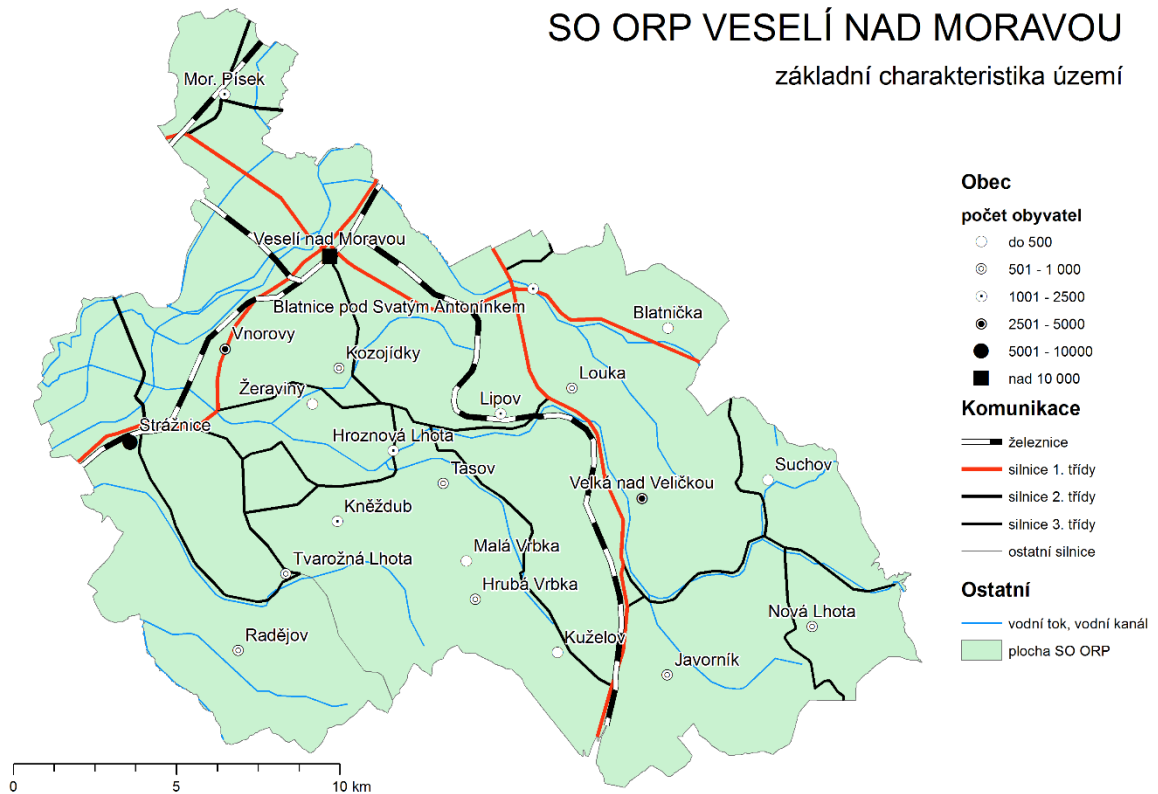 SO ORP VESELÍ NAD MORAVOU
základní charakteristika území
Mor. Písek
Veselí nad Moravou
Blatnice pod Svatým Antonínkem
Blatnička
Vnorovy
Kozojídky
Louka
Žeraviny
Lipov
Strážnice
Hroznová Lhota
Tasov
Velká nad Veličkou
Suchov
Kněždub
Malá Vrbka
Tvarožná Lhota
Hrubá Vrbka
Nová Lhota
Radějov
Kuželov
Javorník
Obec
počet obyvatel
do 500
501 - 1 000
1001 - 2500
2501 - 5000
5001 - 10000
nad 10 000
Komunikace
železnice
silnice 1. třídy
silnice 2. třídy
silnice 3. třídy
ostatní silnice
Ostatní
vodní tok, vodní kanál
plocha SO ORP
0 5 10 km